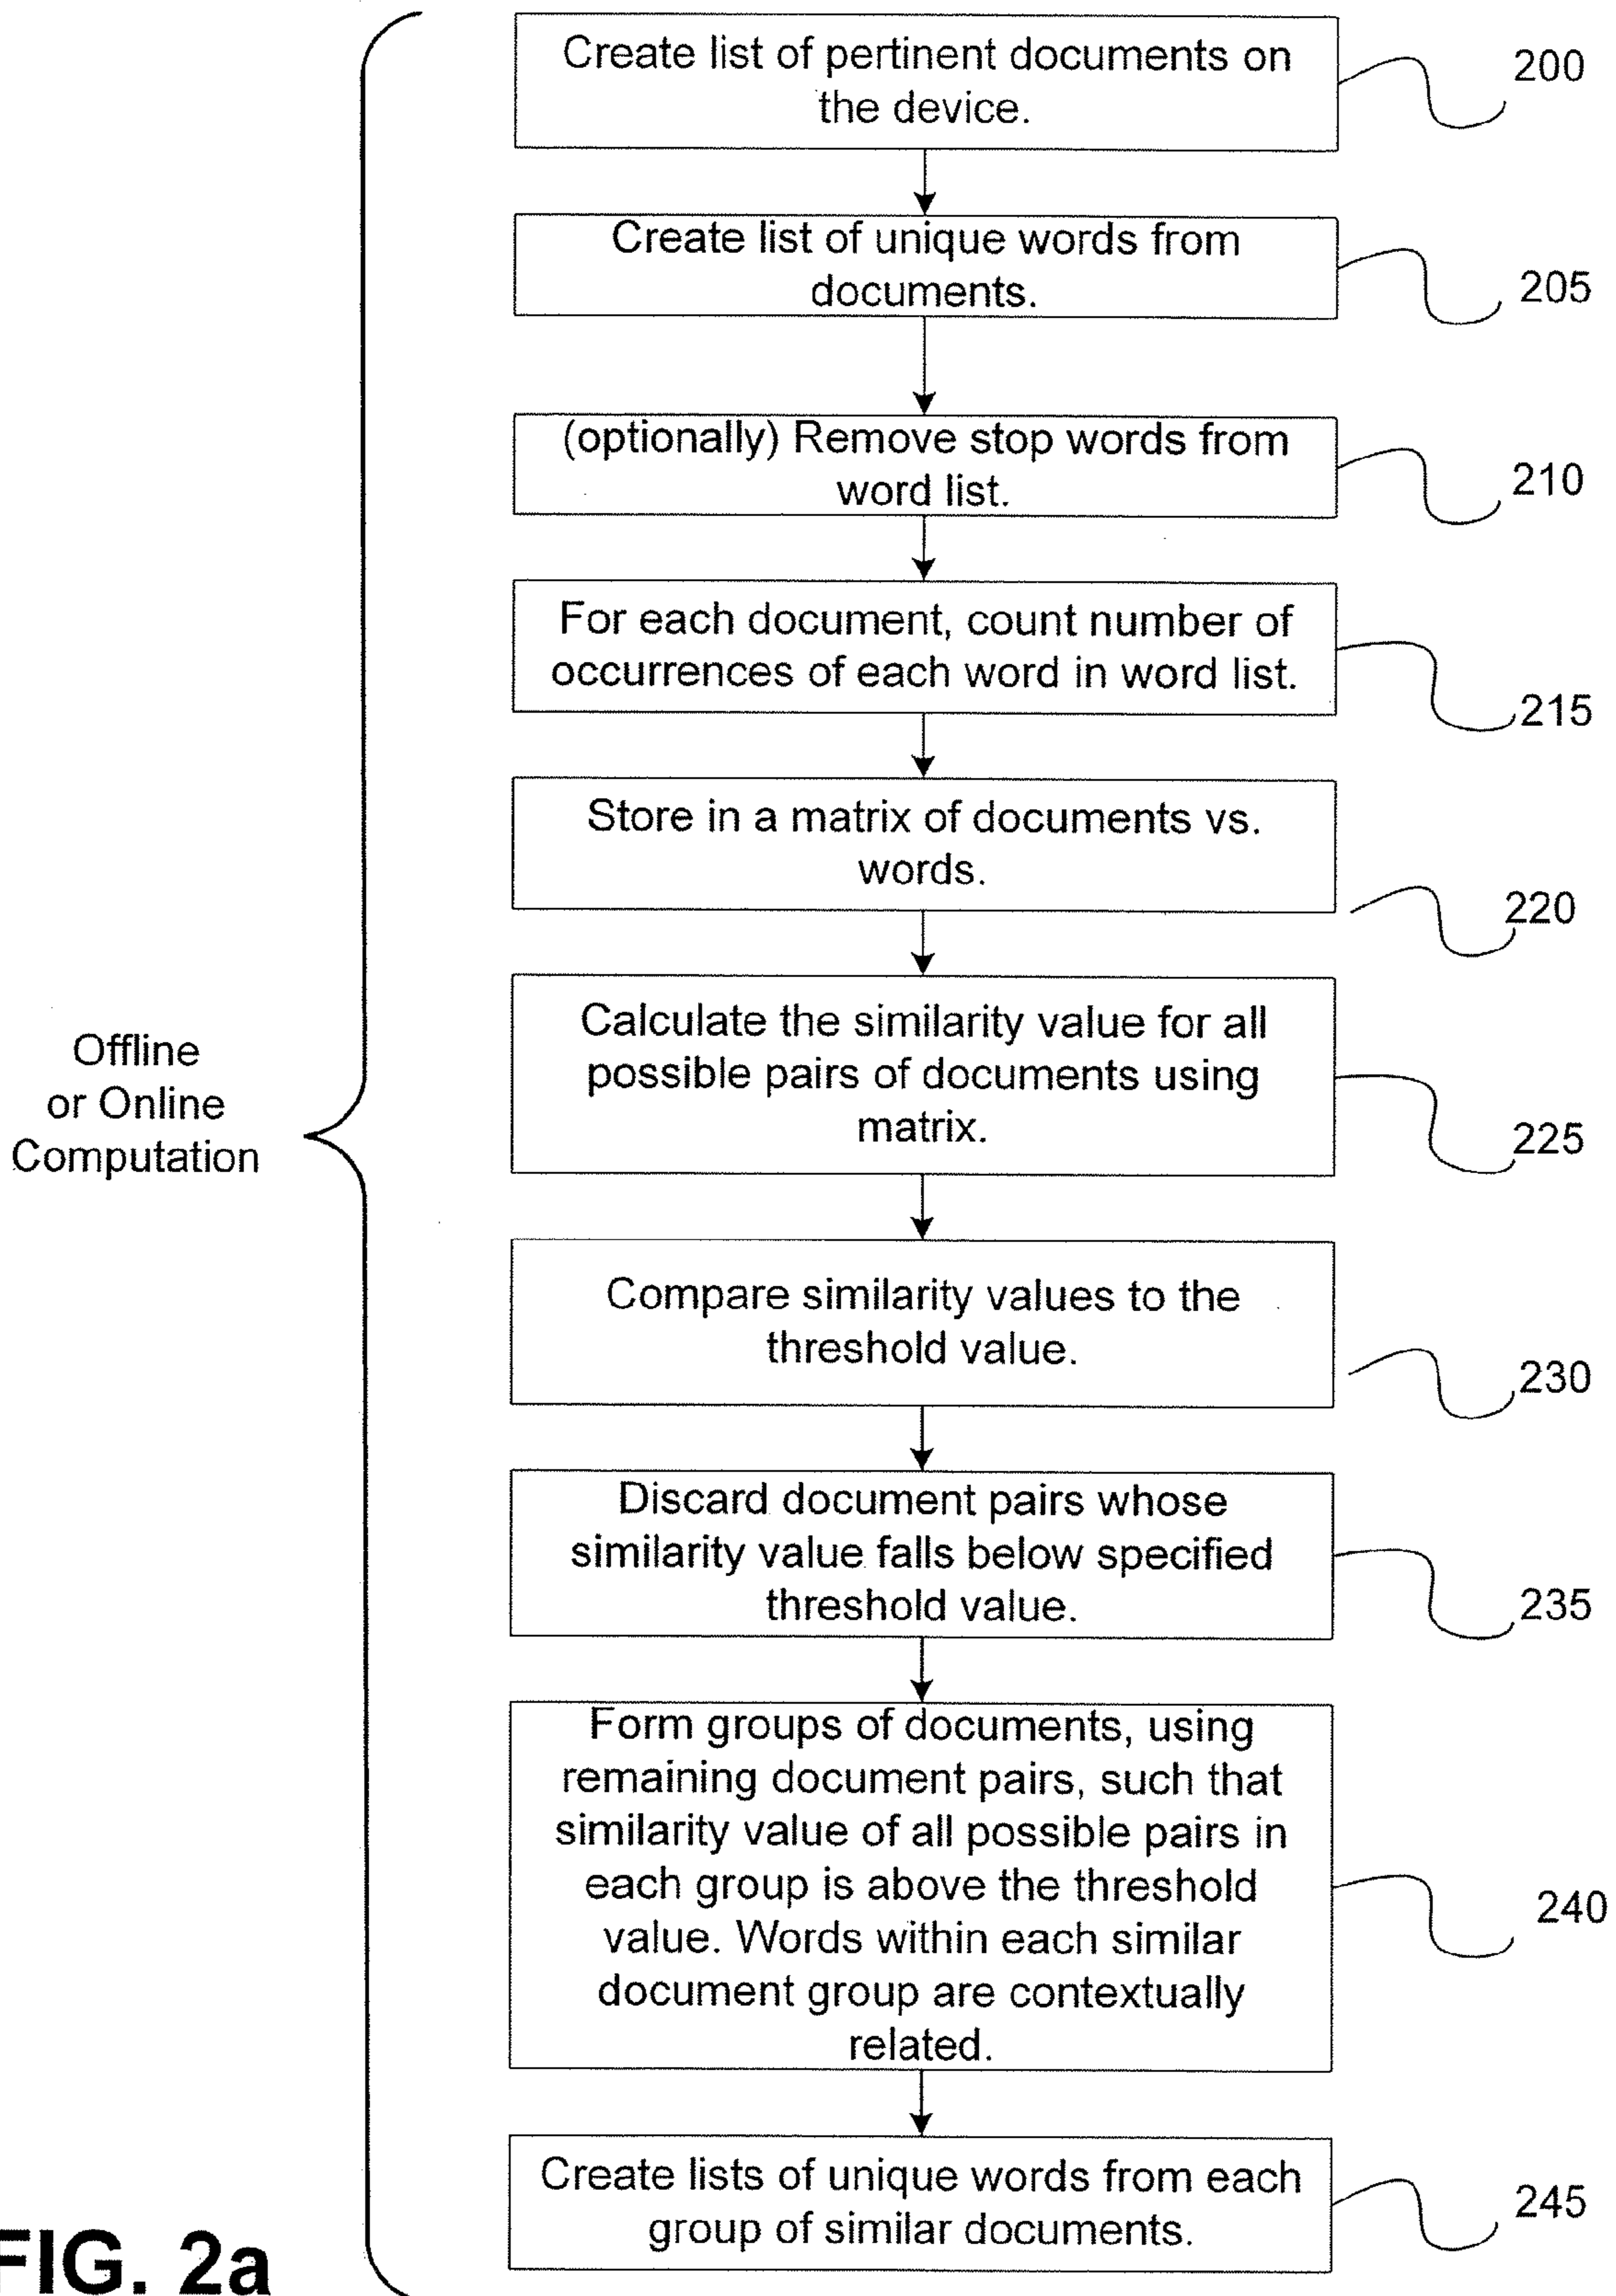 Create list of pertinent documents on
the device.
200
Create list of unique words from
documents.
205
(optionally) Remove stop words from
word list.
210
For each document, count number of
occurrences of each word in word list.
215
Store in a matrix of documents vs.
words.
220
Calculate the similarity value for all
possible pairs of documents using
matrix.
225
Offline
or Online
Computation
Compare similarity values to the
threshold value.
230
Discard document pairs whose
similarity value falls below specified
threshold value.
235
Form groups of documents, using
remaining document pairs, such that
similarity value of all possible pairs in
each group is above the threshold
value. Words within each similar
document group are contextually
related.
240
Create lists of unique words from each
group of similar documents.
245
FIG. 2a